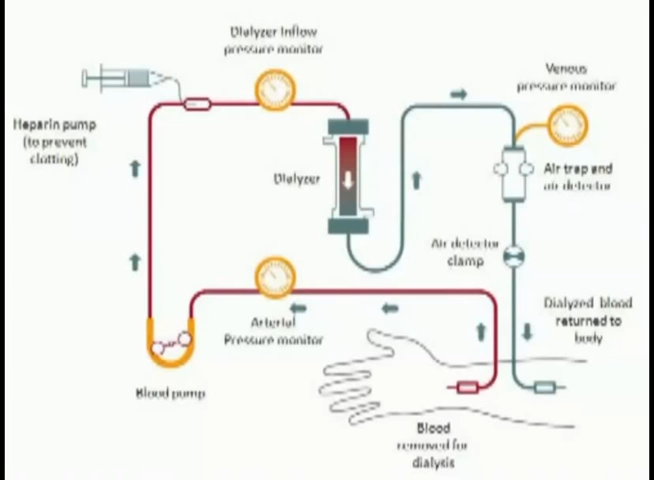 Dialyzer Inflow
pressure monitor
Venous
pressure monitor
Heparin pump
(to prevent
clotting)
Dialyzer
Air trap and
air detector
Air detector
clamp
Dialyzed blood
returned to
body
Arterial
Pressure monitor
Blood pump
Blood
removed for
dialysis